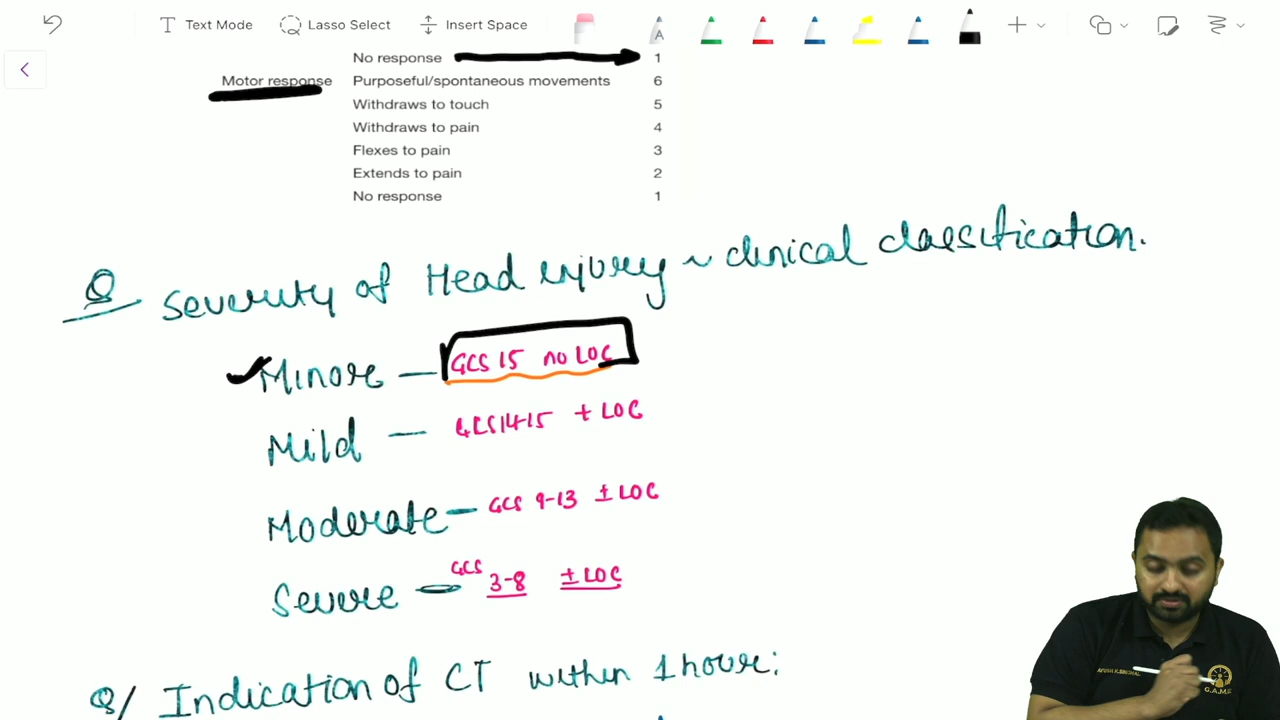 Text Mode Lasso Select Insert Space A
No response 1
Motor response Purposeful/spontaneous movements 6
Withdraws to touch 5
Withdraws to pain 4
Flexes to pain 3
Extends to pain 2
No response 1
Q Severity of Head injury ~ clinical classification.
Minor — GCS 15 no LOC
Mild — GCS 14-15 + LOC
Moderate — GCS 9-13 ± LOC
Severe — GCS 3-8 ± LOC
Q/ Indication of CT within 1 hour:
G.A.M.E